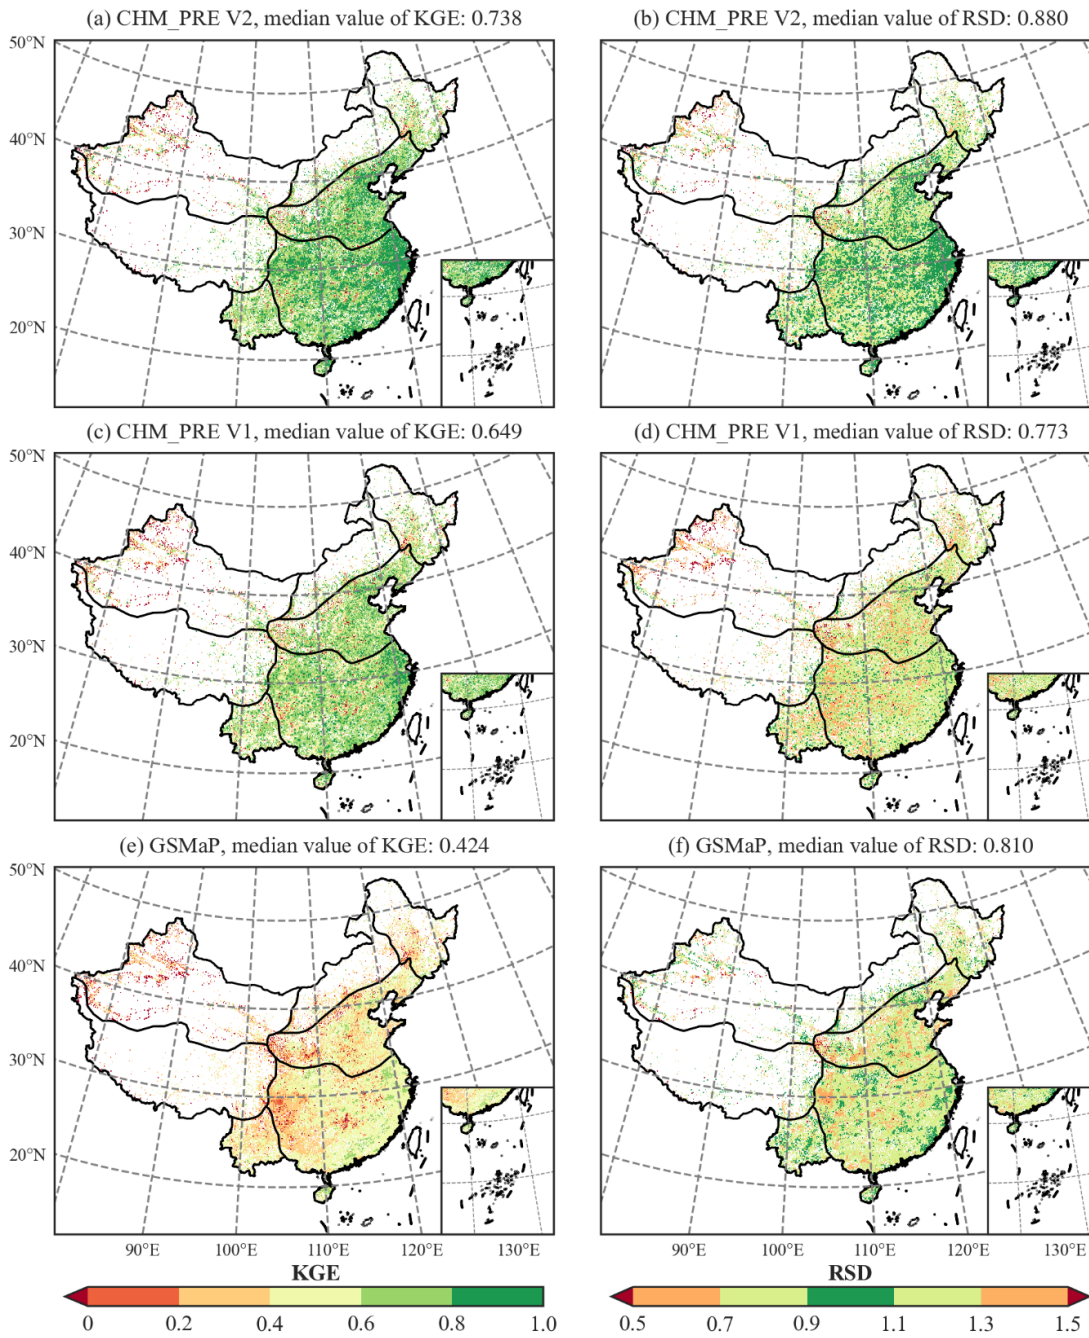 (a) CHM_PRE V2, median value of KGE: 0.738
(b) CHM_PRE V2, median value of RSD: 0.880
50°N
40°N
30°N
20°N
(c) CHM_PRE V1, median value of KGE: 0.649
(d) CHM_PRE V1, median value of RSD: 0.773
50°N
40°N
30°N
20°N
(e) GSMaP, median value of KGE: 0.424
(f) GSMaP, median value of RSD: 0.810
50°N
40°N
30°N
20°N
90°E 100°E 110°E 130°E
90°E 100°E 110°E 130°E
KGE
0 0.2 0.4 0.6 0.8 1.0
RSD
0.5 0.7 0.9 1.1 1.3 1.5